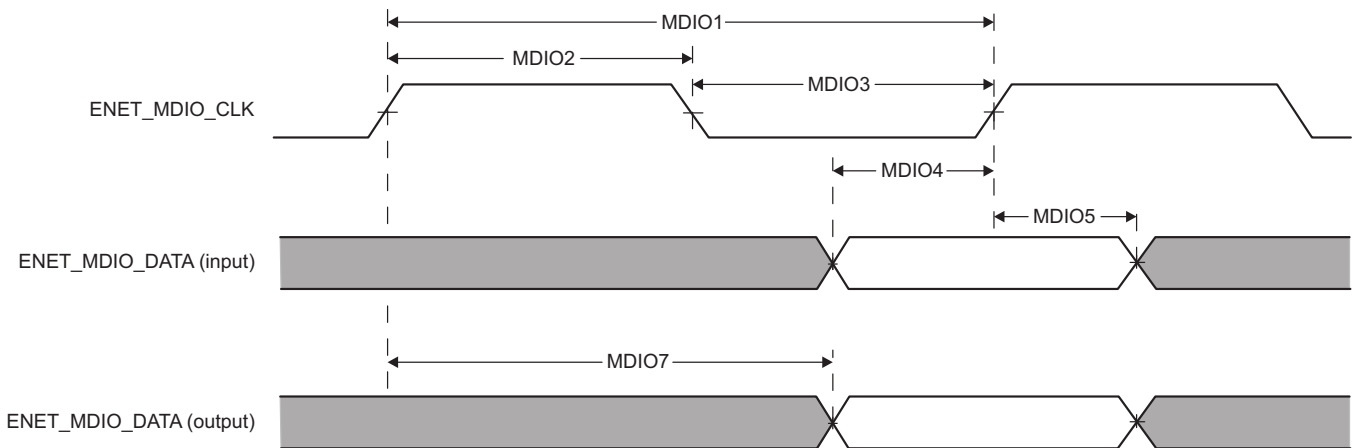 MDIO1
MDIO2
MDIO3
ENET_MDIO_CLK
MDIO4
MDIO5
ENET_MDIO_DATA (input)
MDIO7
ENET_MDIO_DATA (output)